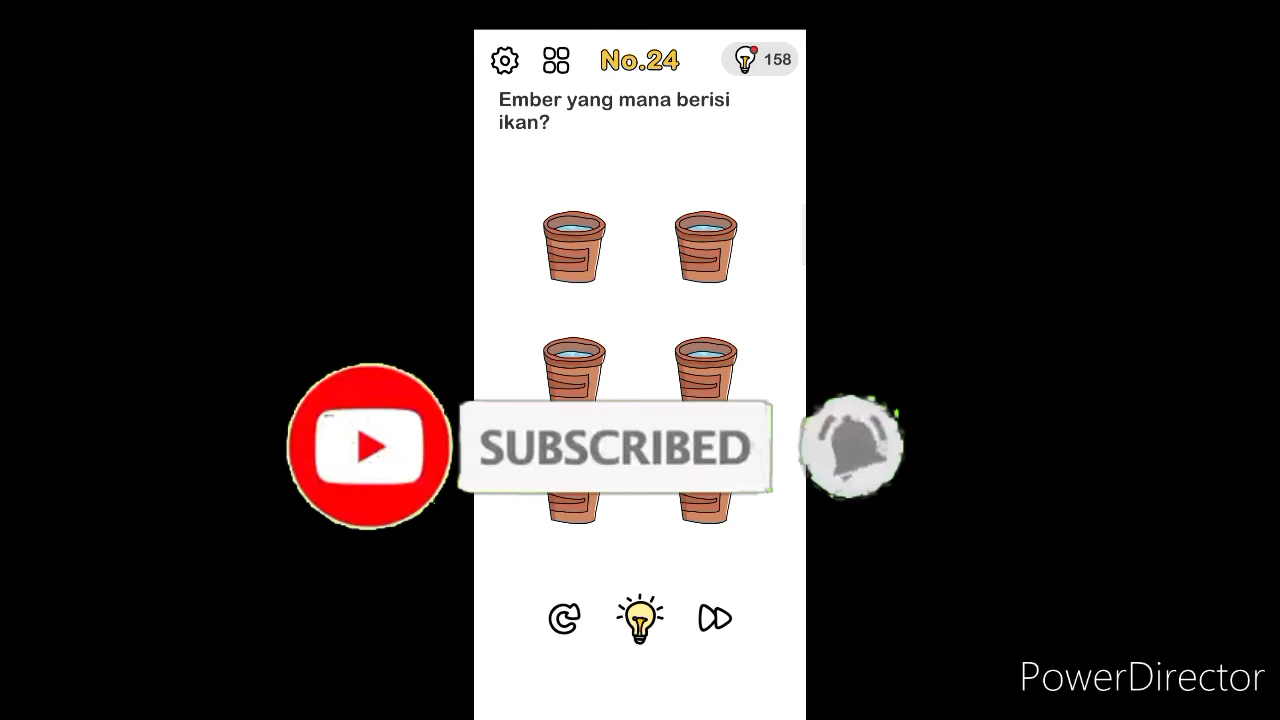 No.24
158
Ember yang mana berisi
ikan?
SUBSCRIBED
PowerDirector